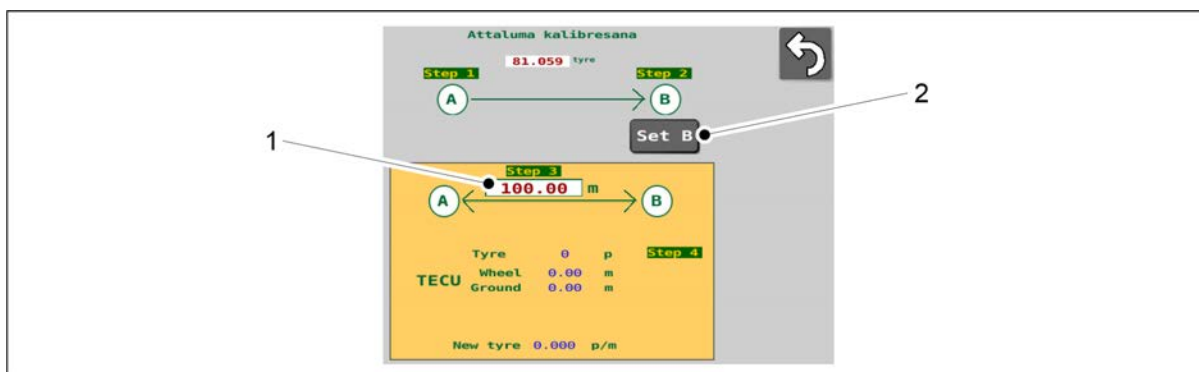 Attaluma kalibresana
81.059 tyre
Step 1 Step 2
A B
Set B
2
1
Step 3
100.00 m
A B
Tyre 0 p Step 4
TECU
Wheel 0.00 m
Ground 0.00 m
New tyre 0.000 p/m